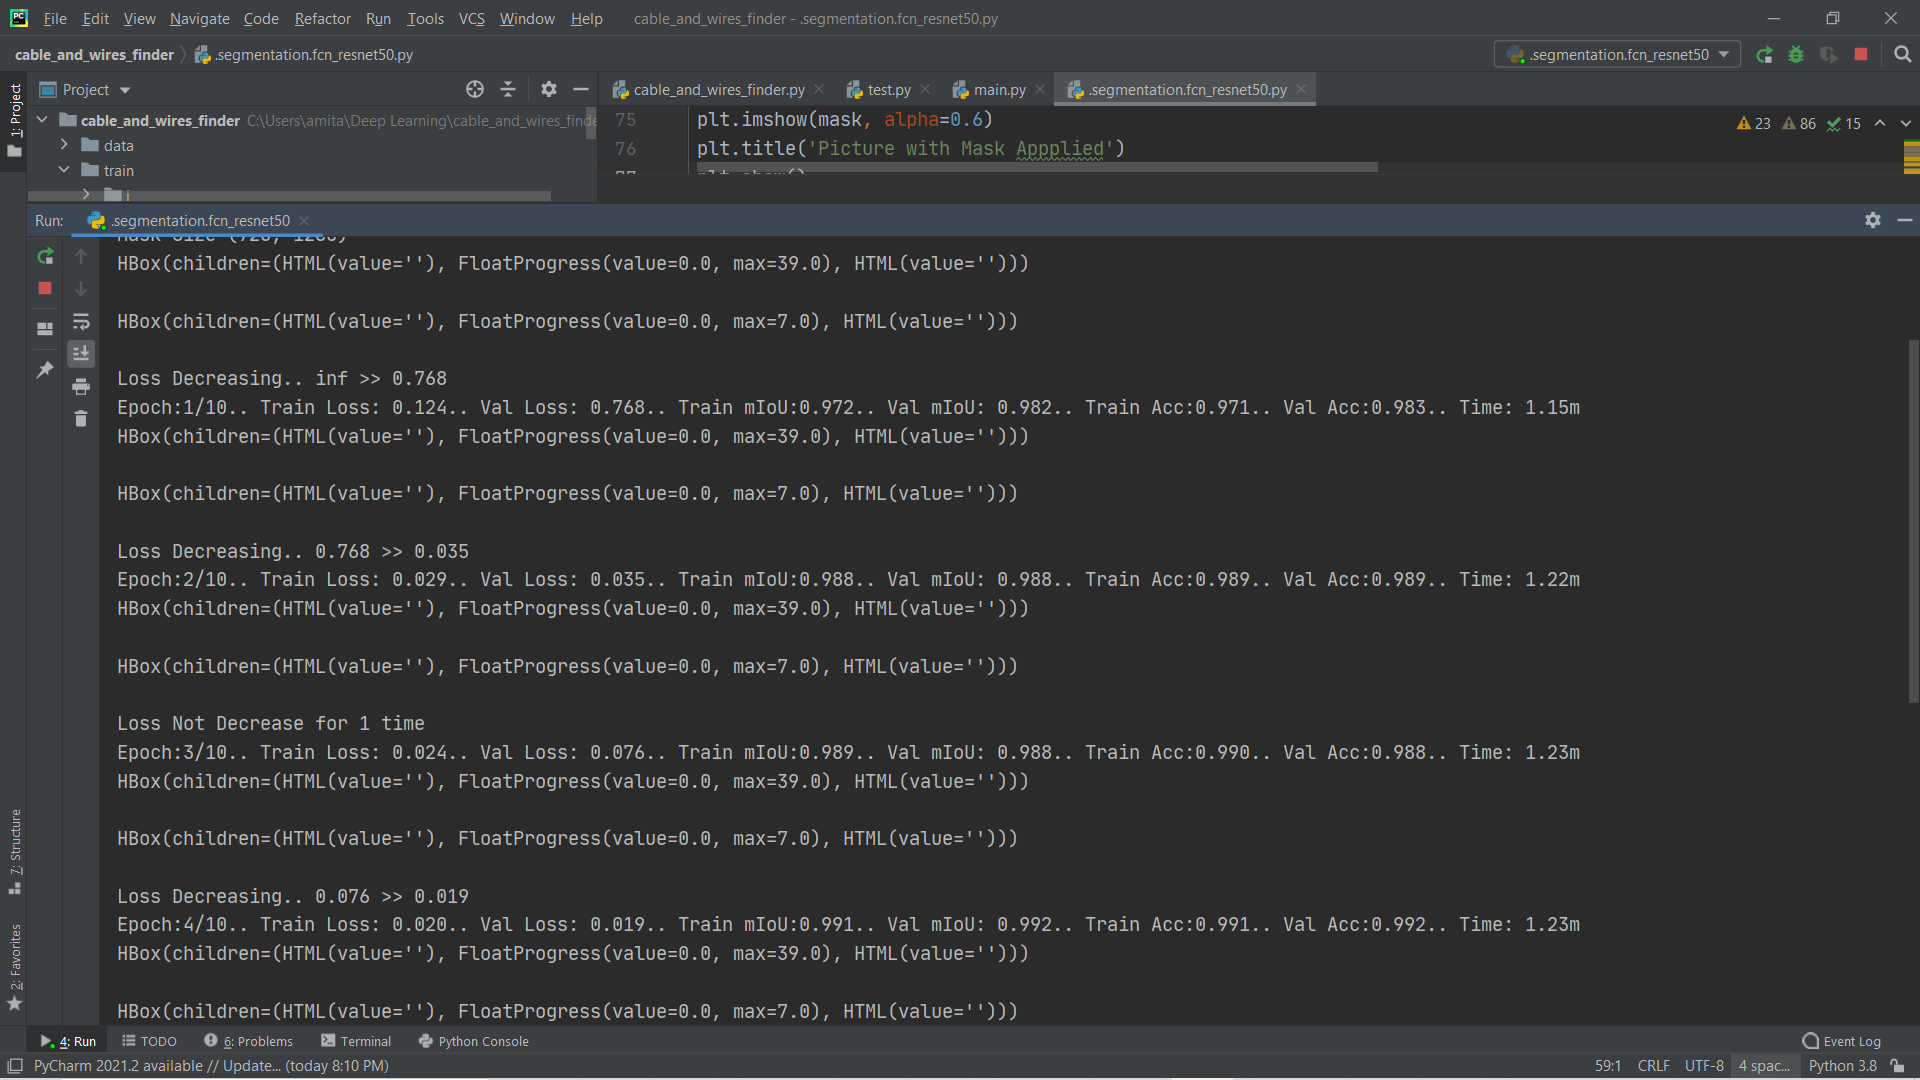 File Edit View Navigate Code Refactor Run Tools VCS Window Help cable_and_wires_finder - .segmentation.fcn_resnet50.py
cable_and_wires_finder .segmentation.fcn_resnet50.py .segmentation.fcn_resnet50
1: Project
Project cable_and_wires_finder.py test.py main.py .segmentation.fcn_resnet50.py
cable_and_wires_finder C:\Users\amita\Deep Learning\cable_and_wires_finde
data
train
75 plt.imshow(mask, alpha=0.6)
76 plt.title('Picture with Mask Appplied')
77 plt.show()
23 86 15
Run: .segmentation.fcn_resnet50
Mask Size (720, 1280)
HBox(children=(HTML(value=''), FloatProgress(value=0.0, max=39.0), HTML(value='')))
HBox(children=(HTML(value=''), FloatProgress(value=0.0, max=7.0), HTML(value='')))
Loss Decreasing.. inf >> 0.768
Epoch:1/10.. Train Loss: 0.124.. Val Loss: 0.768.. Train mIoU:0.972.. Val mIoU: 0.982.. Train Acc:0.971.. Val Acc:0.983.. Time: 1.15m
HBox(children=(HTML(value=''), FloatProgress(value=0.0, max=39.0), HTML(value='')))
HBox(children=(HTML(value=''), FloatProgress(value=0.0, max=7.0), HTML(value='')))
Loss Decreasing.. 0.768 >> 0.035
Epoch:2/10.. Train Loss: 0.029.. Val Loss: 0.035.. Train mIoU:0.988.. Val mIoU: 0.988.. Train Acc:0.989.. Val Acc:0.989.. Time: 1.22m
HBox(children=(HTML(value=''), FloatProgress(value=0.0, max=39.0), HTML(value='')))
HBox(children=(HTML(value=''), FloatProgress(value=0.0, max=7.0), HTML(value='')))
Loss Not Decrease for 1 time
Epoch:3/10.. Train Loss: 0.024.. Val Loss: 0.076.. Train mIoU:0.989.. Val mIoU: 0.988.. Train Acc:0.990.. Val Acc:0.988.. Time: 1.23m
HBox(children=(HTML(value=''), FloatProgress(value=0.0, max=39.0), HTML(value='')))
HBox(children=(HTML(value=''), FloatProgress(value=0.0, max=7.0), HTML(value='')))
Loss Decreasing.. 0.076 >> 0.019
Epoch:4/10.. Train Loss: 0.020.. Val Loss: 0.019.. Train mIoU:0.991.. Val mIoU: 0.992.. Train Acc:0.991.. Val Acc:0.992.. Time: 1.23m
HBox(children=(HTML(value=''), FloatProgress(value=0.0, max=39.0), HTML(value='')))
HBox(children=(HTML(value=''), FloatProgress(value=0.0, max=7.0), HTML(value='')))
7: Structure
2: Favorites
4: Run TODO 6: Problems Terminal Python Console Event Log
PyCharm 2021.2 available // Update... (today 8:10 PM) 59:1 CRLF UTF-8 4 spac... Python 3.8